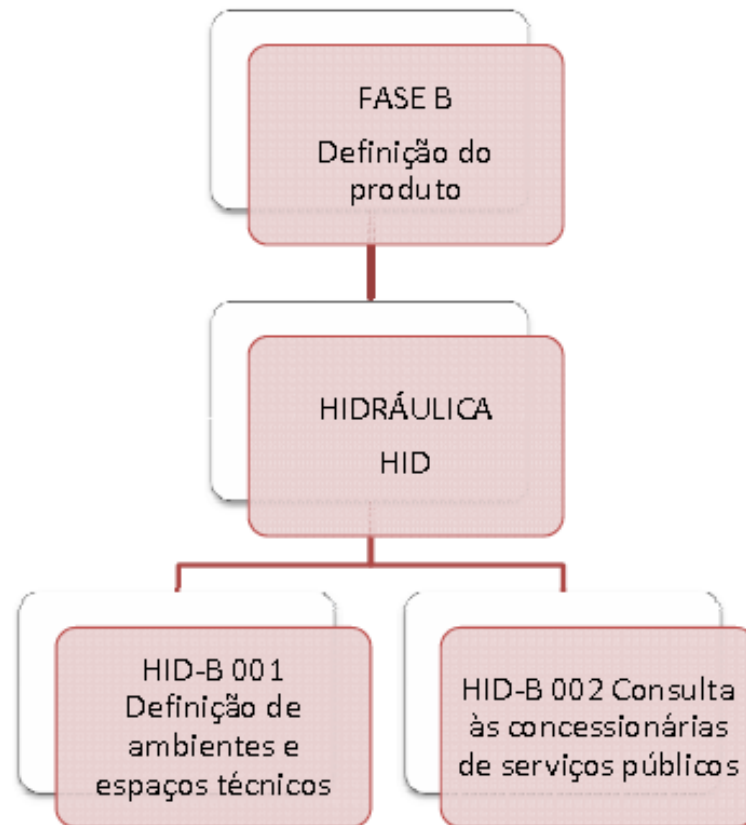 FASE B
Definição do
produto
HIDRÁULICA
HID
HID-B 001
Definição de
ambientes e
espaços técnicos
HID-B 002 Consulta
às concessionárias
de serviços públicos